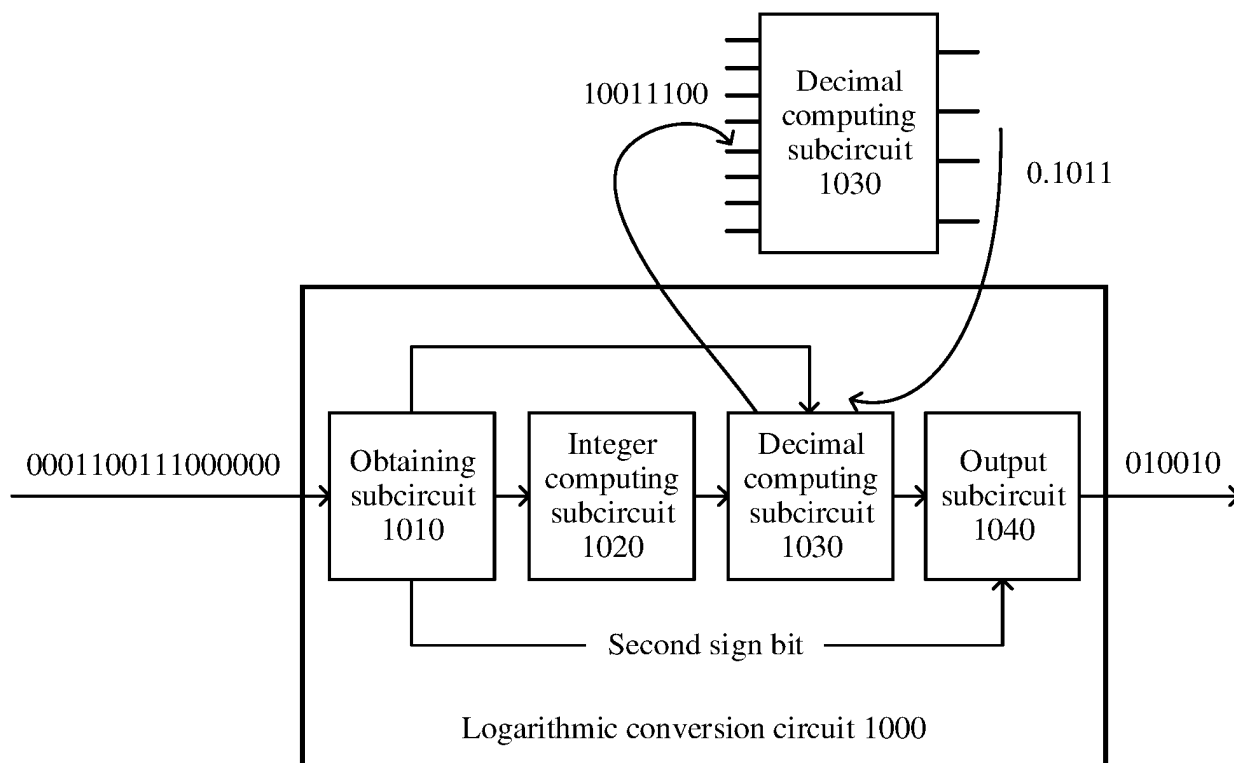 Decimal
computing
subcircuit
1030
10011100
0.1011
0001100111000000
Obtaining
subcircuit
1010
Integer
computing
subcircuit
1020
Decimal
computing
subcircuit
1030
Output
subcircuit
1040
010010
Second sign bit
Logarithmic conversion circuit 1000